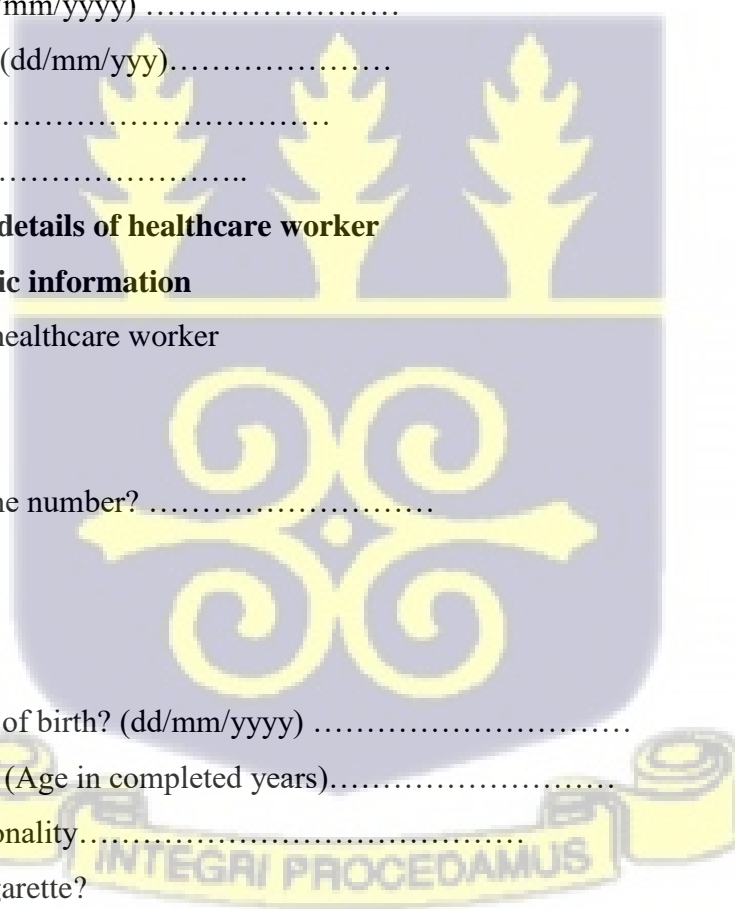 /mm/yyyy) ……………………
(dd/mm/yyy)…………………
…………………………
……………………..
details of healthcare worker
ic information
healthcare worker
ne number? ………………………
of birth? (dd/mm/yyyy) …………………………
(Age in completed years)………………………
onality……………………………………
INTEGRI PROCEDAMUS
garette?